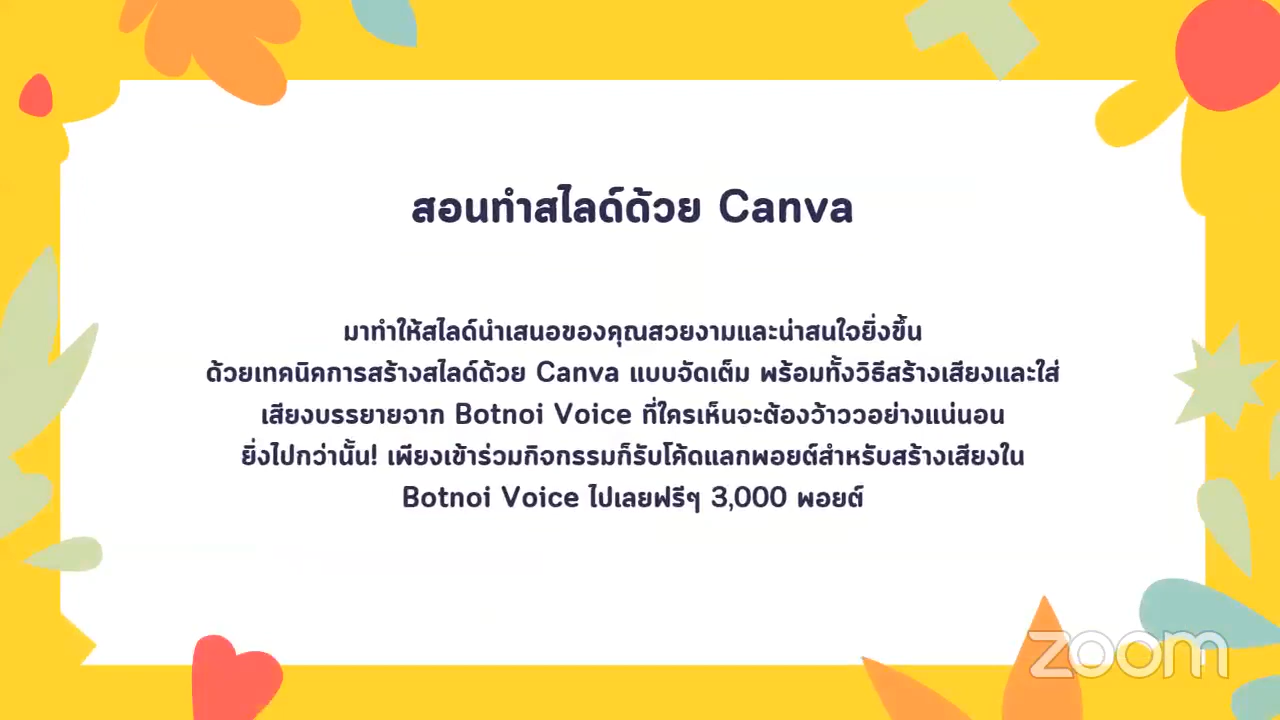 สอนทำสไลด์ด้วย Canva
มาทำให้สไลด์นำเสนอของคุณสวยงามและน่าสนใจยิ่งขึ้น
ด้วยเทคนิคการสร้างสไลด์ด้วย Canva แบบจัดเต็ม พร้อมทั้งวิธีสร้างเสียงและใส่
เสียงบรรยายจาก Botnoi Voice ที่ใครเห็นจะต้องว้าววอย่างแน่นอน
ยิ่งไปกว่านั้น! เพียงเข้าร่วมกิจกรรมก็รับโค้ดแลกพอยต์สำหรับสร้างเสียงใน
Botnoi Voice ไปเลยฟรีๆ 3,000 พอยต์
zoom